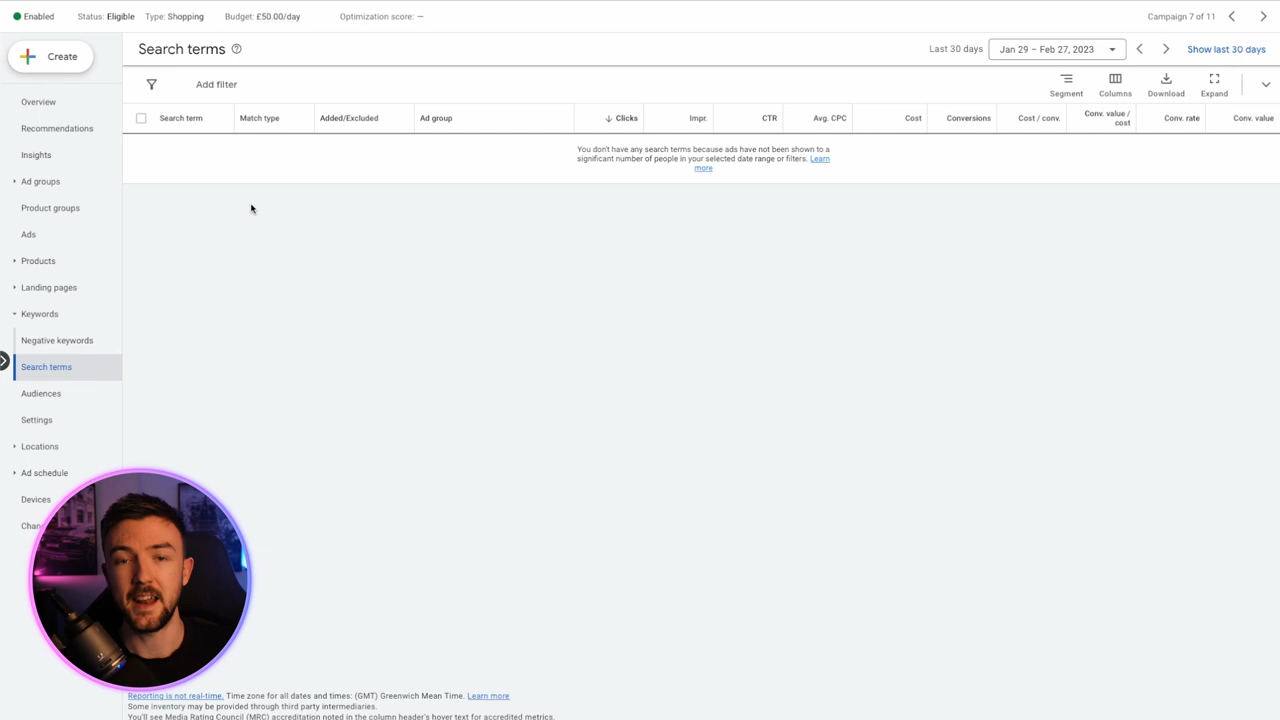 Enabled Status: Eligible Type: Shopping Budget: £50.00/day Optimization score: — Campaign 7 of 11
Create
Search terms
Last 30 days Jan 29 – Feb 27, 2023 Show last 30 days
Add filter
Segment Columns Download Expand
Search term Match type Added/Excluded Ad group Clicks Impr. CTR Avg. CPC Cost Conversions Cost / conv. Conv. value / cost Conv. rate Conv. value
You don't have any search terms because ads have not been shown to a
significant number of people in your selected date range or filters. Learn
more
Overview
Recommendations
Insights
Ad groups
Product groups
Ads
Products
Landing pages
Keywords
Negative keywords
Search terms
Audiences
Settings
Locations
Ad schedule
Devices
Reporting is not real-time. Time zone for all dates and times: (GMT) Greenwich Mean Time. Learn more
Some inventory may be provided through third party intermediaries.
You'll see Media Rating Council (MRC) accreditation noted in the column header's hover text for accredited metrics.